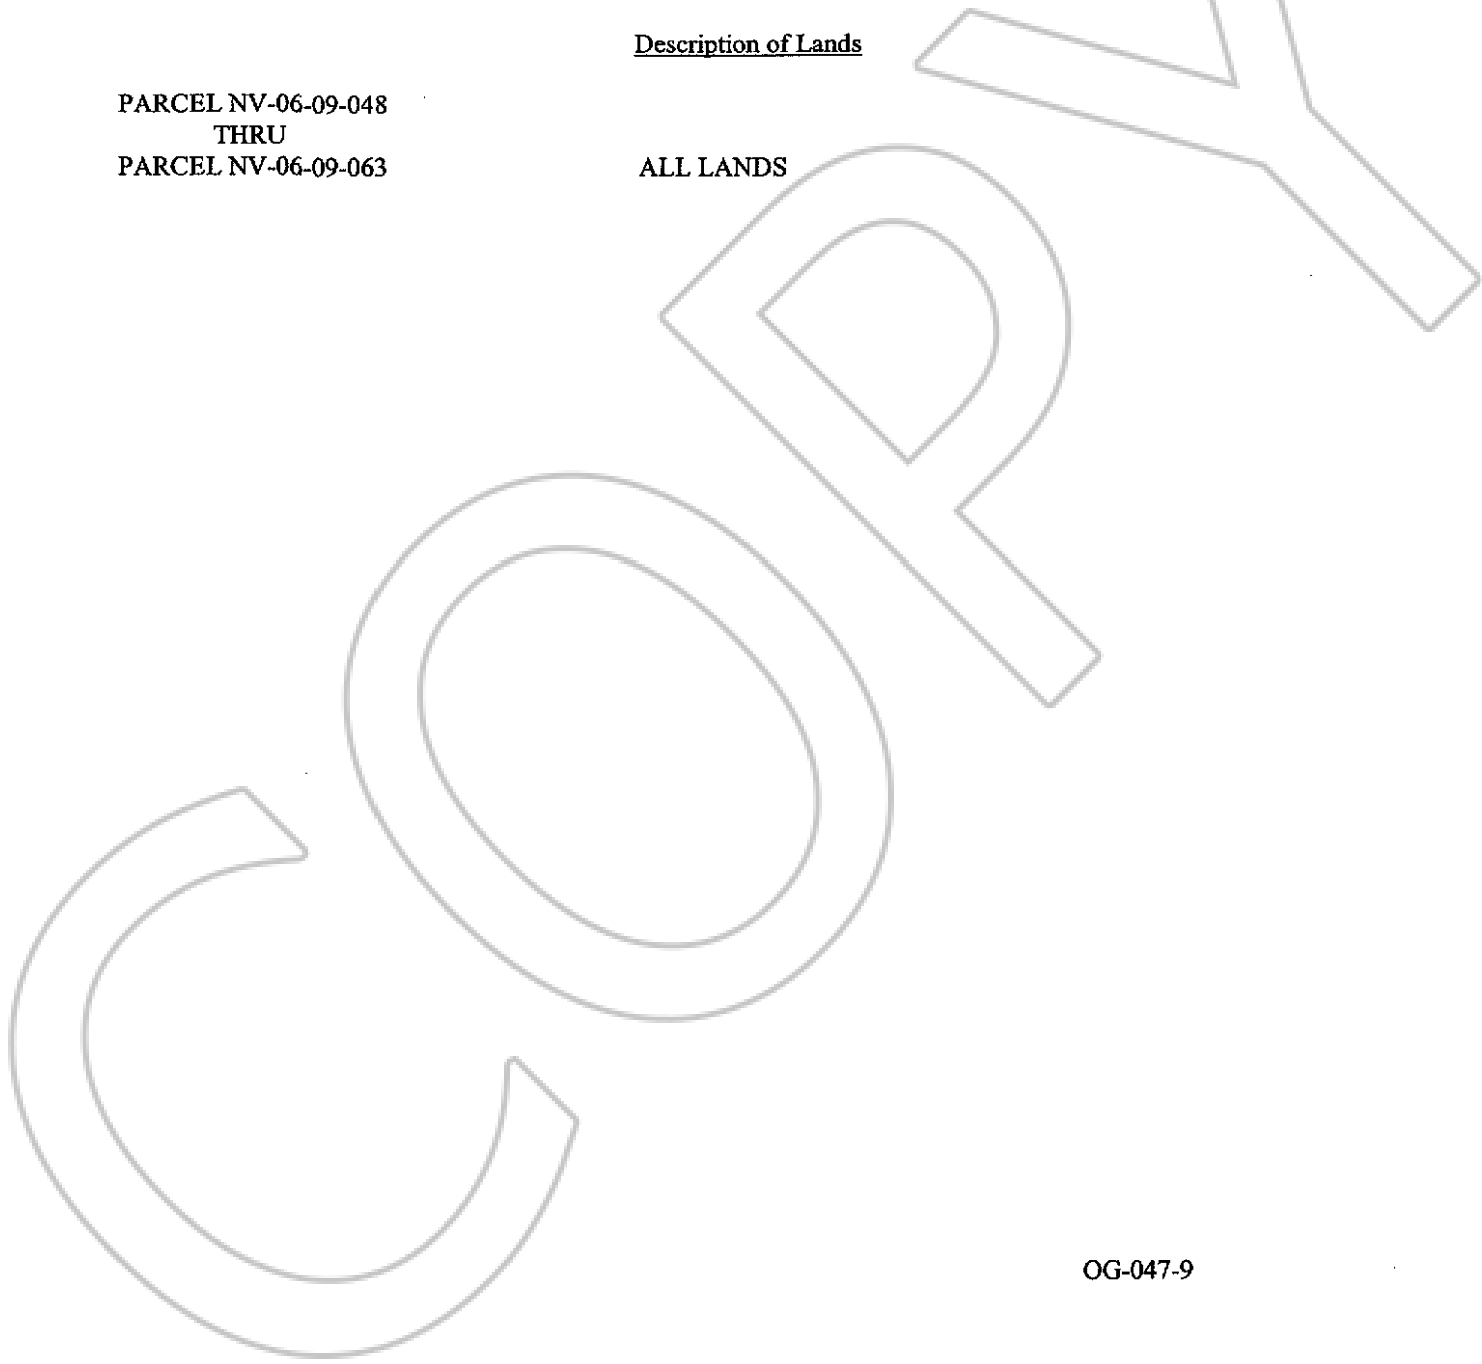 Description of Lands
PARCEL NV-06-09-048
THRU
PARCEL NV-06-09-063 ALL LANDS
COPY
OG-047-9